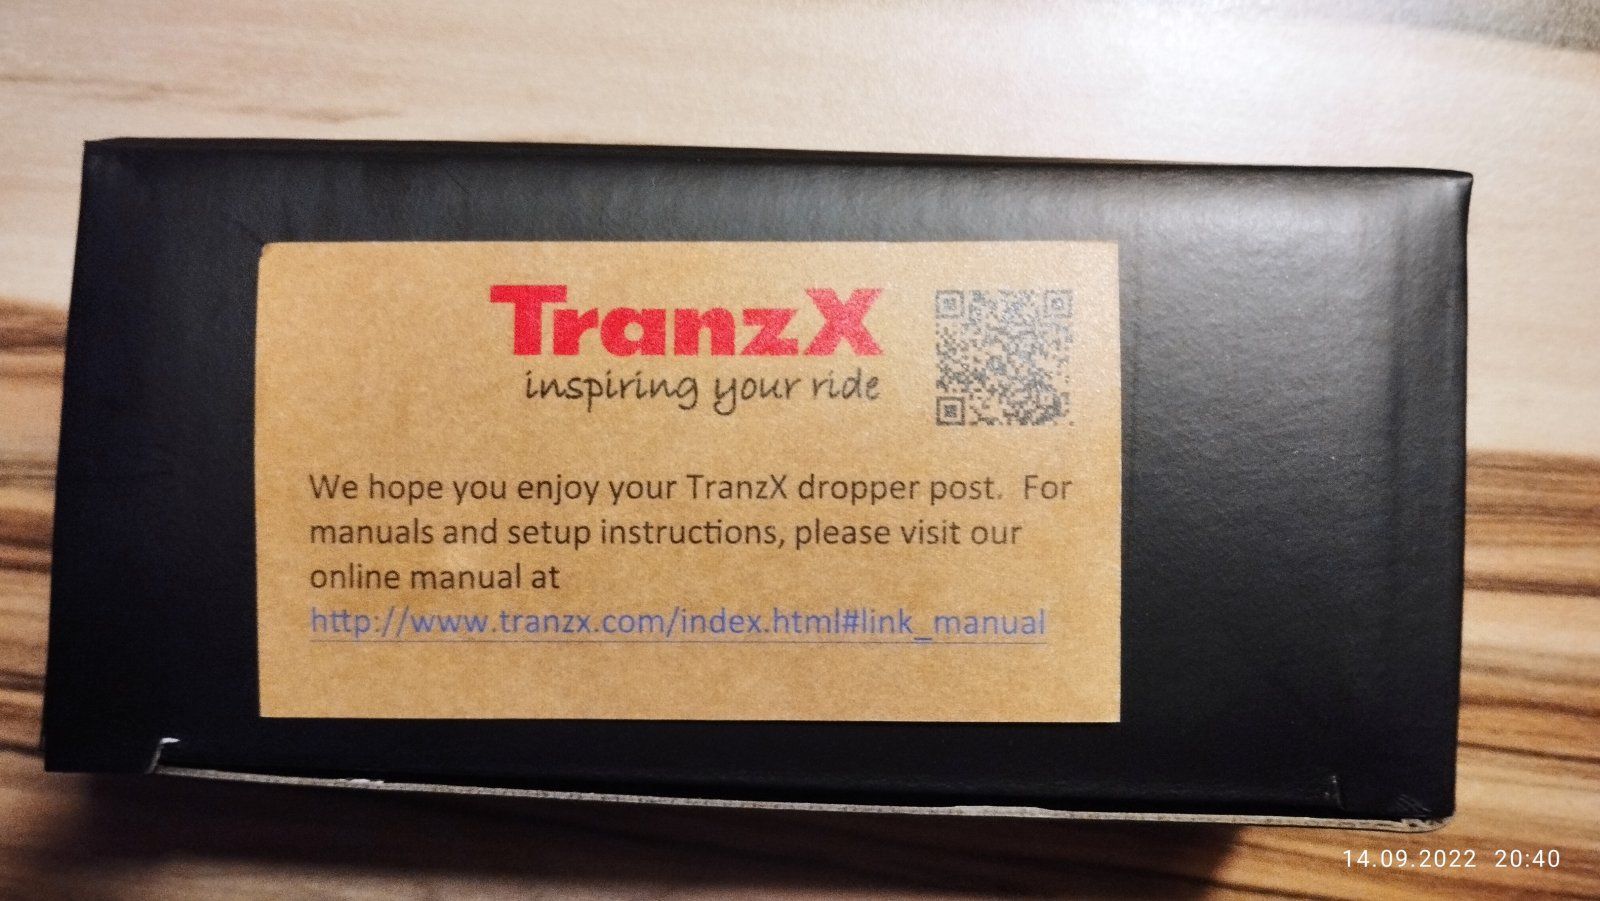 TranzX
inspiring your ride
We hope you enjoy your TranzX dropper post.  For
manuals and setup instructions, please visit our
online manual at
http://www.tranzx.com/index.html#link_manual
14.09.2022 20:40